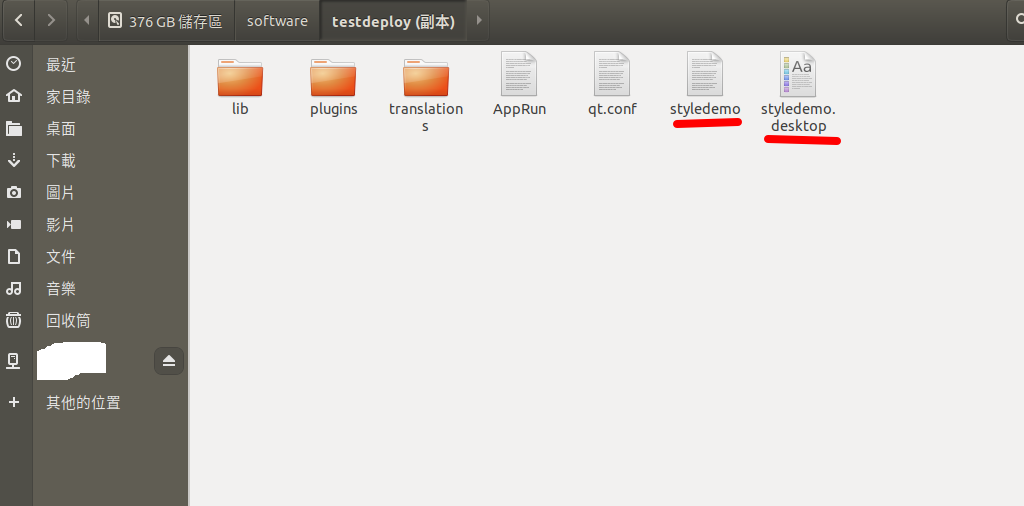 376 GB 儲存區
software
testdeploy (副本)
最近
家目錄
桌面
下載
圖片
影片
文件
音樂
回收筒
其他的位置
lib
plugins
translation
s
AppRun
qt.conf
styledemo
Aa
styledemo.
desktop